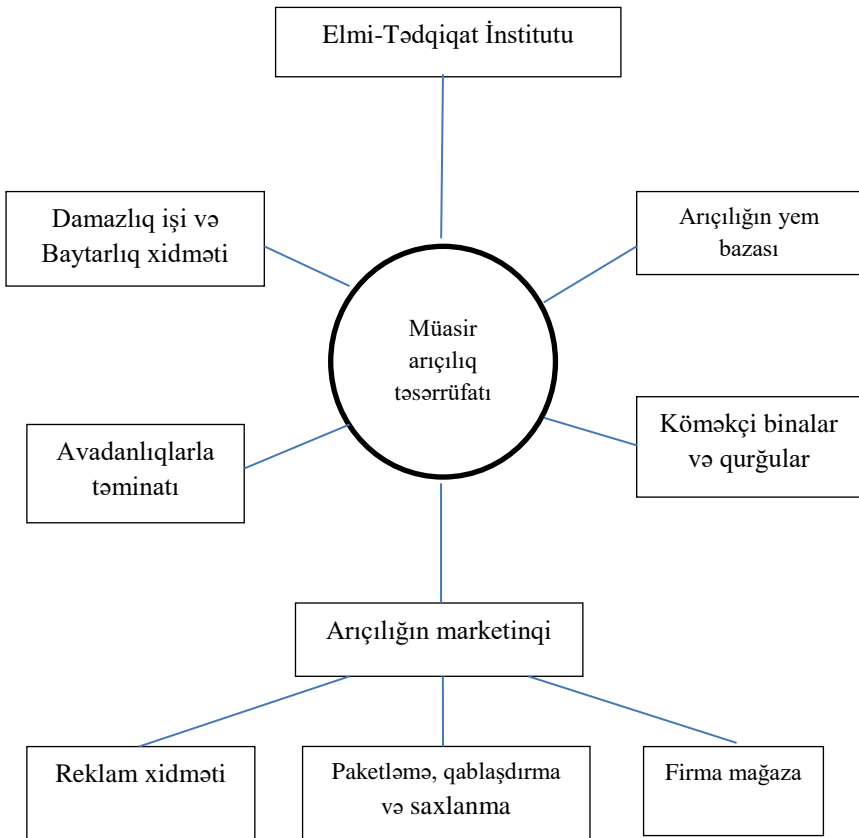 Elmi-Tədqiqat İnstitutu
Damazlıq işi və
Baytarlıq xidməti
Arıçılığın yem
bazası
Müasir
arıçılıq
təsərrüfatı
Avadanlıqlarla
təminatı
Köməkçi binalar
və qurğular
Arıçılığın marketinqi
Reklam xidməti
Paketləmə, qablaşdırma
və saxlanma
Firma mağaza